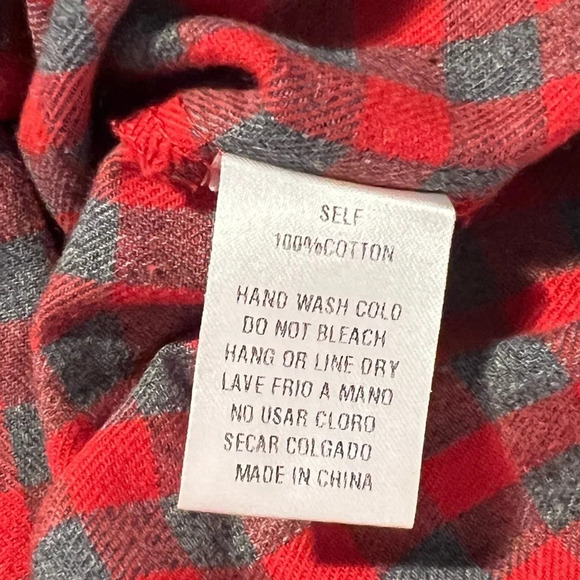 SELF
100%COTTON
HAND WASH COLD
DO NOT BLEACH
HANG OR LINE DRY
LAVE FRIO A MANO
NO USAR CLORO
SECAR COLGADO
MADE IN CHINA